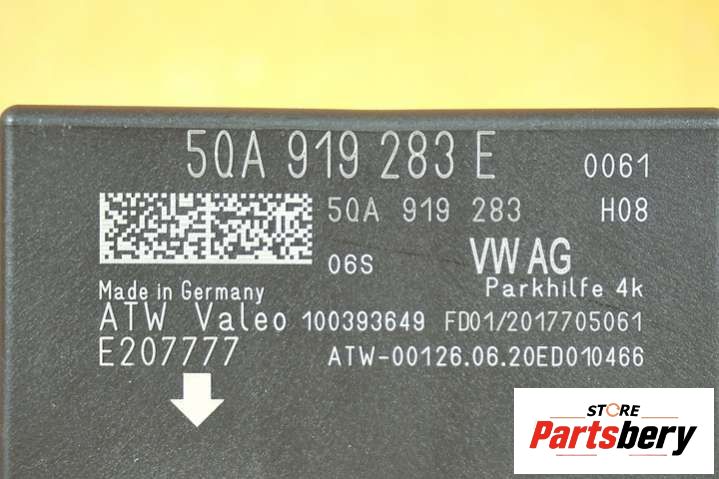 5QA 919 283 E 0061
5QA 919 283 H08
06S VW AG
Made in Germany Parkhilfe 4k
ATW Valeo 100393649 FD01/2017705061
E207777 ATW-00126.06.20ED010466
STORE
Partsbery